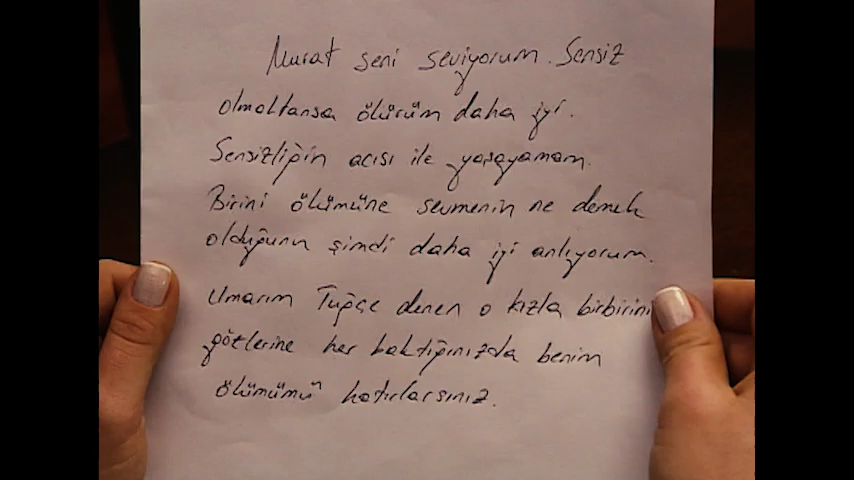 Murat seni seviyorum. Sensiz
olmaktansa ölürüm daha iyi.
Sensizliğin acısı ile yaşayamam.
Birini ölümüne sevmenin ne demek
olduğunu şimdi daha iyi anlıyorum.
Umarım Tuğçe denen o kızla birbirini
gözlerine her baktığınızda benim
ölümümü hatırlarsınız.